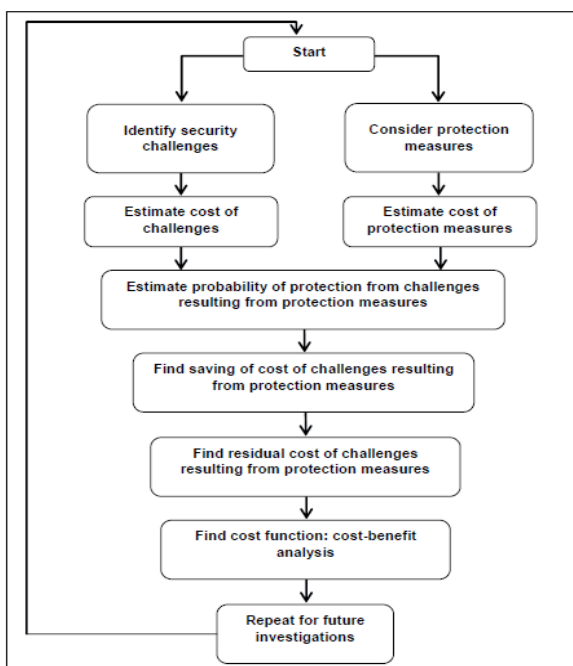 Start
Identify security
challenges
Consider protection
measures
Estimate cost of
challenges
Estimate cost of
protection measures
Estimate probability of protection from challenges
resulting from protection measures
Find saving of cost of challenges resulting
from protection measures
Find residual cost of challenges
resulting from protection measures
Find cost function: cost-benefit
analysis
Repeat for future
investigations